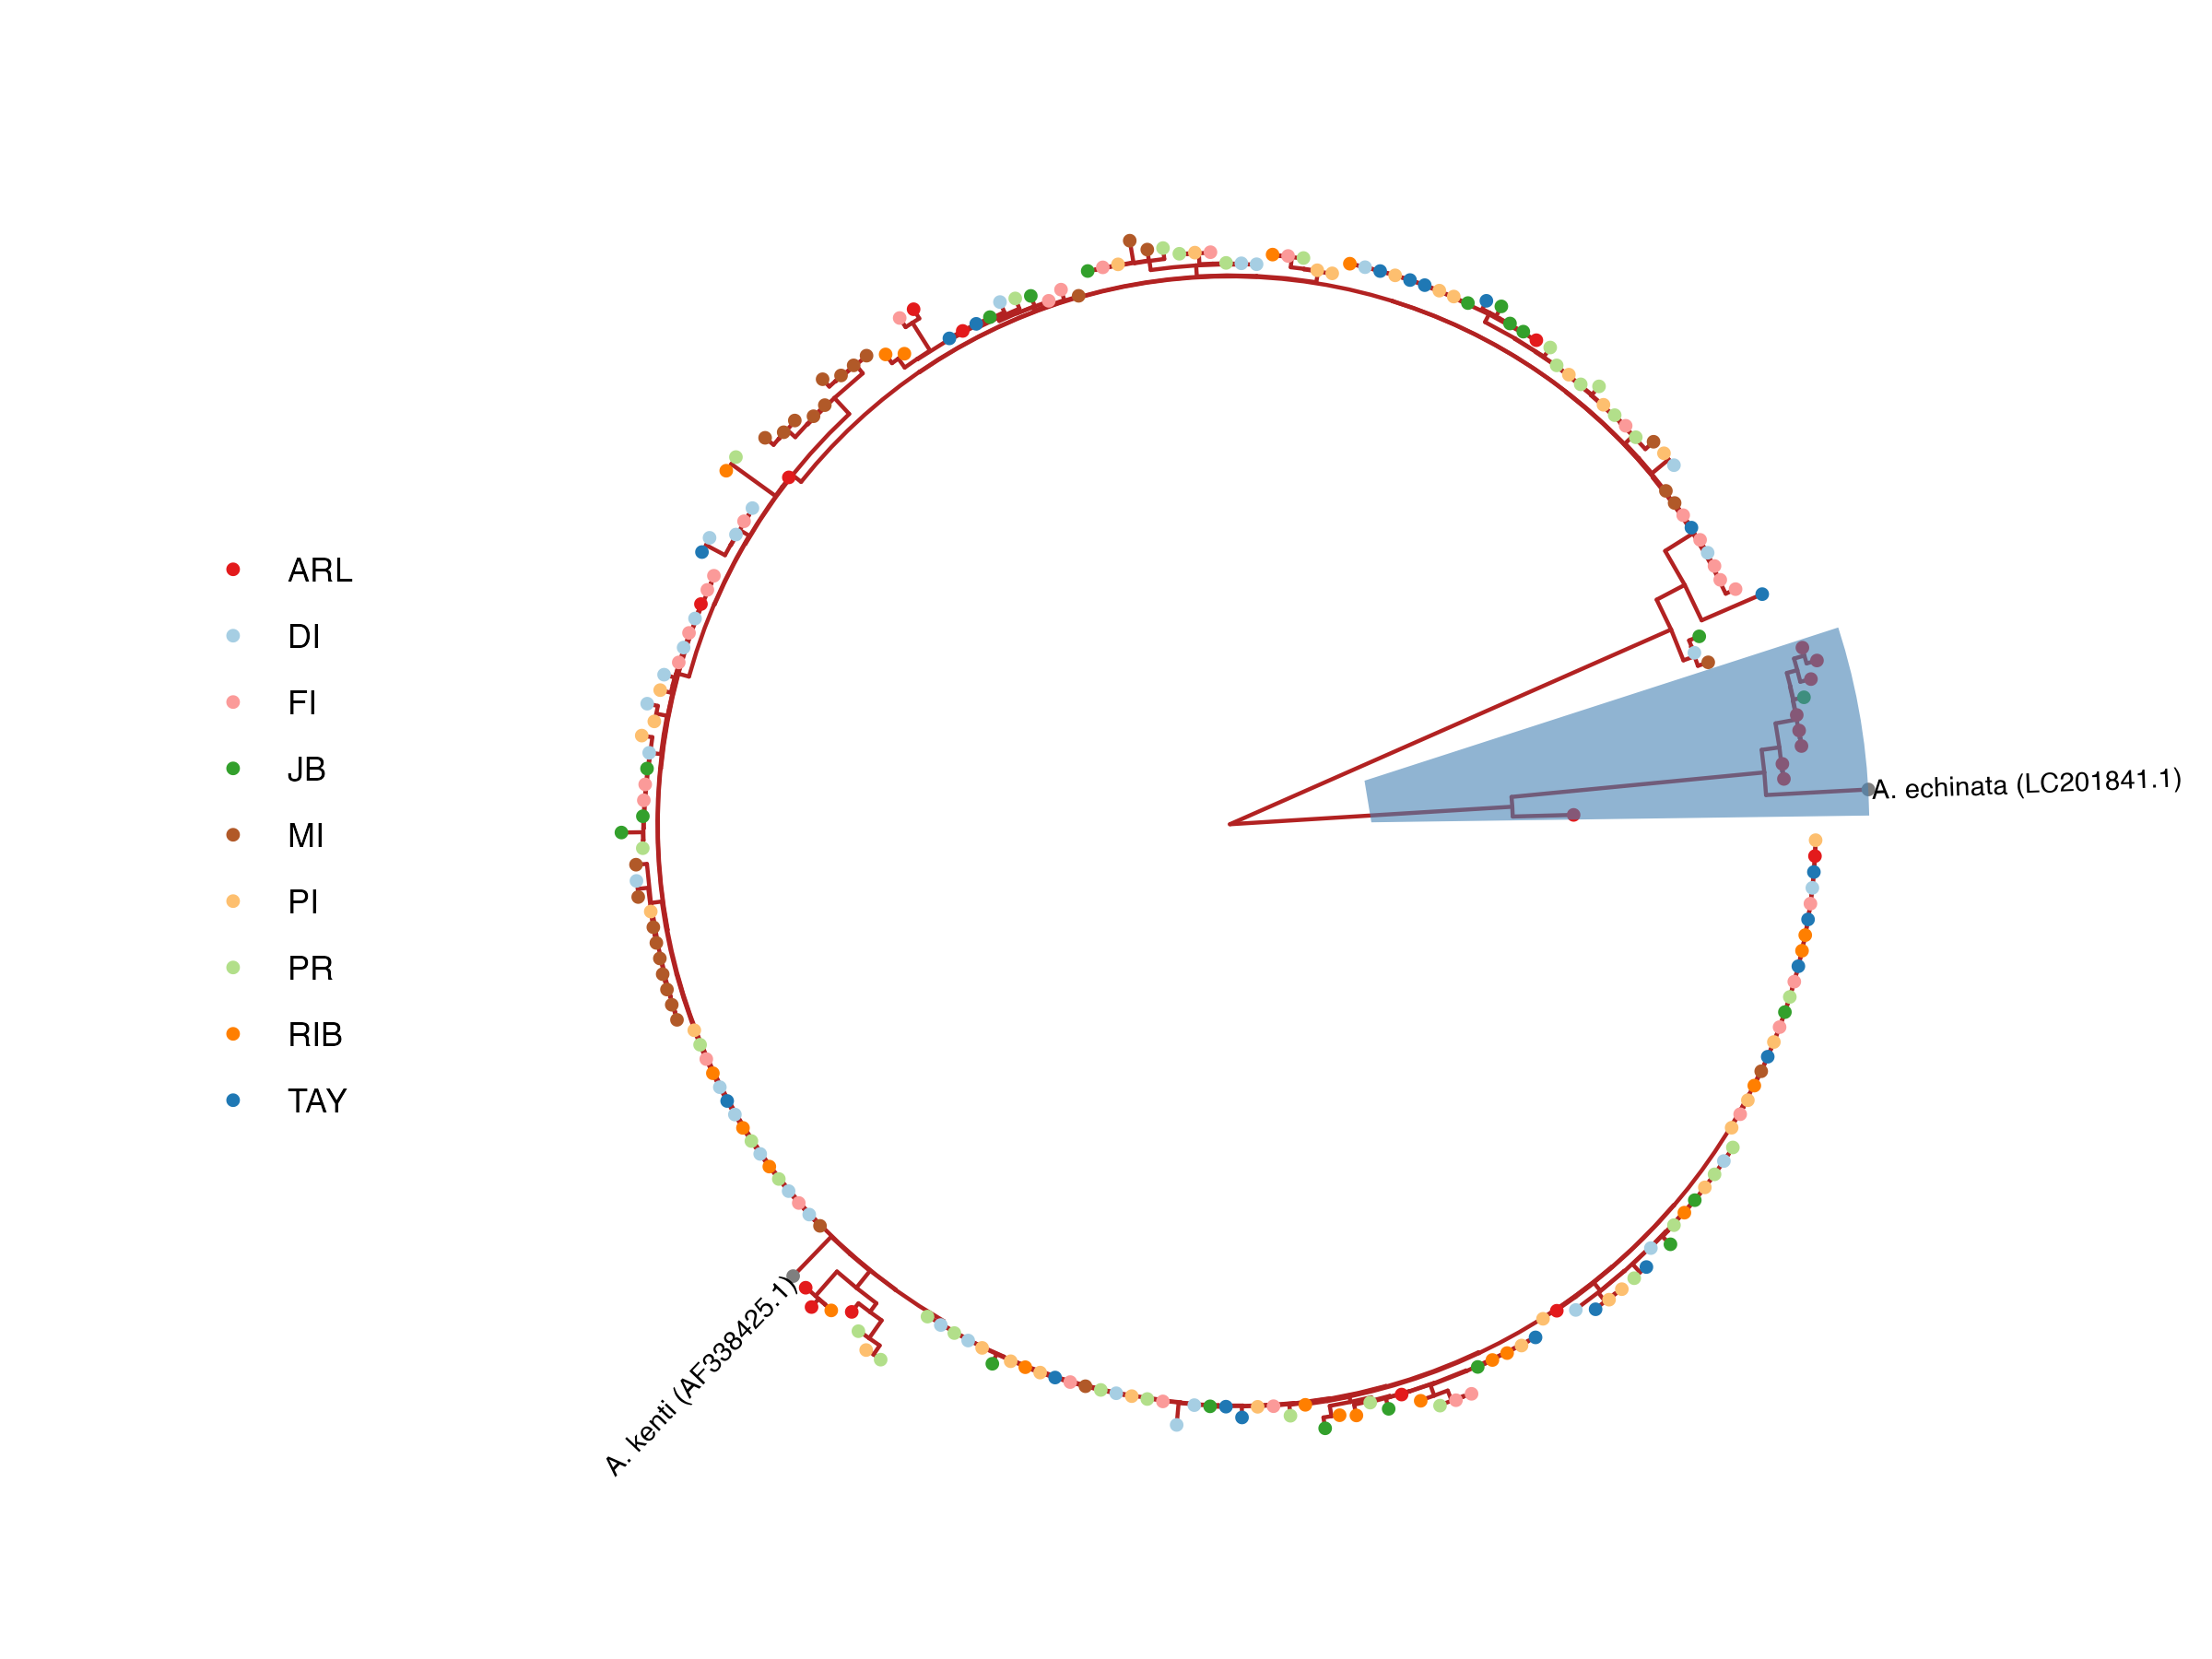 ARL
DI
FI
JB
MI
PI
PR
RIB
TAY
A. echinata (LC201841.1)
A. kenti (AF338425.1)